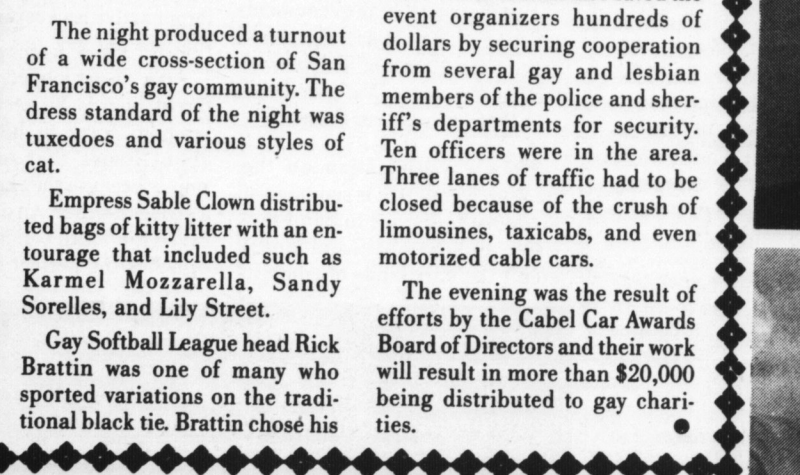 The night produced a turnout
of a wide cross-section of San
Francisco's gay community. The
dress standard of the night was
tuxedoes and various styles of
cat.
Empress Sable Clown distribu-
ted bags of kitty litter with an en-
tourage that included such as
Karmel Mozzarella, Sandy
Sorelles, and Lily Street.
Gay Softball League head Rick
Brattin was one of many who
sported variations on the tradi-
tional black tie. Brattin chose his
event organizers hundreds of
dollars by securing cooperation
from several gay and lesbian
members of the police and sher-
iff's departments for security.
Ten officers were in the area.
Three lanes of traffic had to be
closed because of the crush of
limousines, taxicabs, and even
motorized cable cars.
The evening was the result of
efforts by the Cabel Car Awards
Board of Directors and their work
will result in more than $20,000
being distributed to gay chari-
ties.